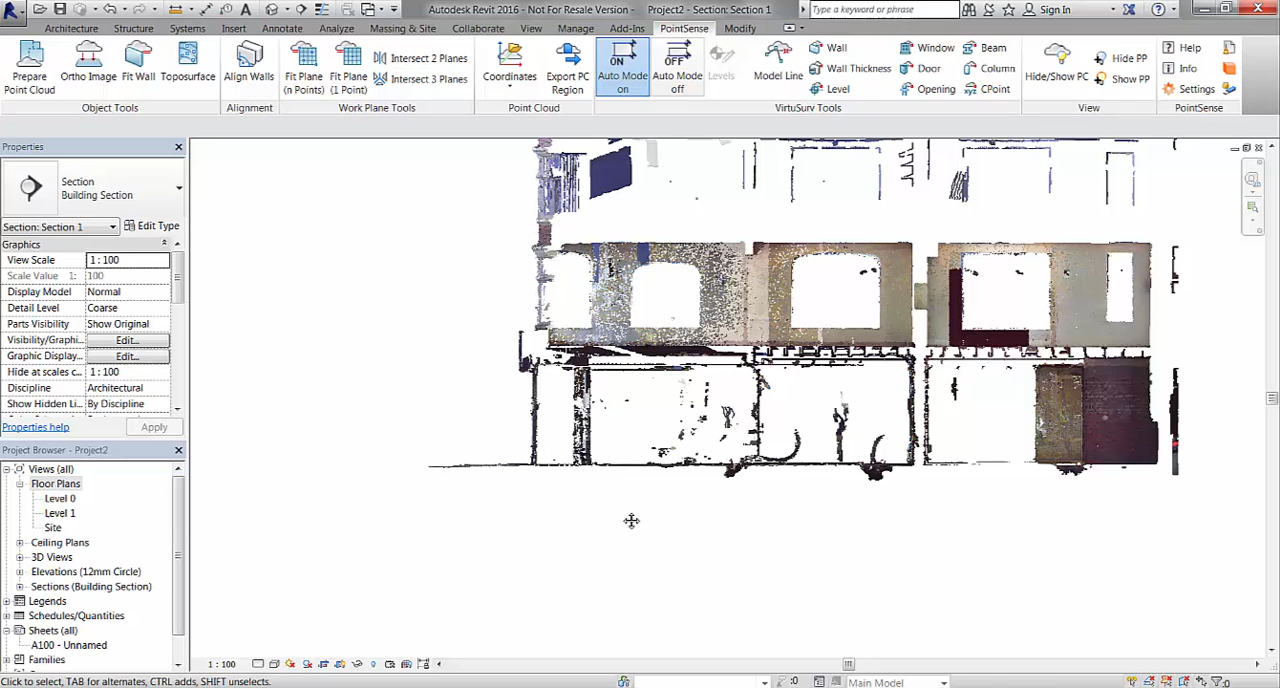 Autodesk Revit 2016 - Not For Resale Version - Project2 - Section: Section 1
Type a keyword or phrase
Sign In
Architecture Structure Systems Insert Annotate Analyze Massing & Site Collaborate View Manage Add-Ins PointSense Modify
Prepare Point Cloud
Ortho Image
Fit Wall
Toposurface
Align Walls
Fit Plane (n Points)
Fit Plane (1 Point)
Intersect 2 Planes
Intersect 3 Planes
Coordinates
Export PC Region
ON
Auto Mode on
OFF
Auto Mode off
Levels
Model Line
Wall
Wall Thickness
Level
Window
Door
Opening
Beam
Column
CPoint
Hide/Show PC
Hide PP
Show PP
Help
Info
Settings
Object Tools
Alignment
Work Plane Tools
Point Cloud
VirtuSurv Tools
View
PointSense
Properties
Section
Building Section
Section: Section 1
Edit Type
Graphics
View Scale 1 : 100
Scale Value 1: 100
Display Model Normal
Detail Level Coarse
Parts Visibility Show Original
Visibility/Graphi... Edit...
Graphic Display... Edit...
Hide at scales c... 1 : 100
Discipline Architectural
Show Hidden Li... By Discipline
Properties help
Apply
Project Browser - Project2
Views (all)
Floor Plans
Level 0
Level 1
Site
Ceiling Plans
3D Views
Elevations (12mm Circle)
Sections (Building Section)
Legends
Schedules/Quantities
Sheets (all)
A100 - Unnamed
Families
1 : 100
Click to select, TAB for alternates, CTRL adds, SHIFT unselects.
:0
Main Model
:0